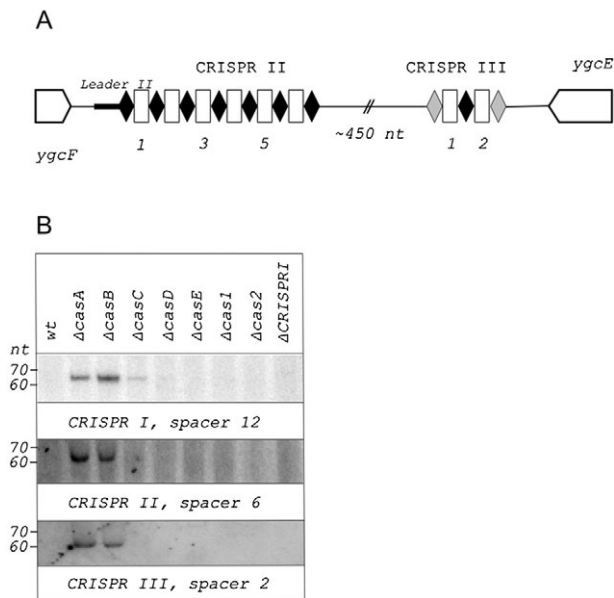 A
CRISPR II CRISPR III ygcE
Leader II
1 3 5 ~450 nt 1 2
ygcF
B
wt ΔcasA ΔcasB ΔcasC ΔcasD ΔcasE Δcas1 Δcas2 ΔCRISPRI
nt
70
60
CRISPR I, spacer 12
70
60
CRISPR II, spacer 6
70
60
CRISPR III, spacer 2